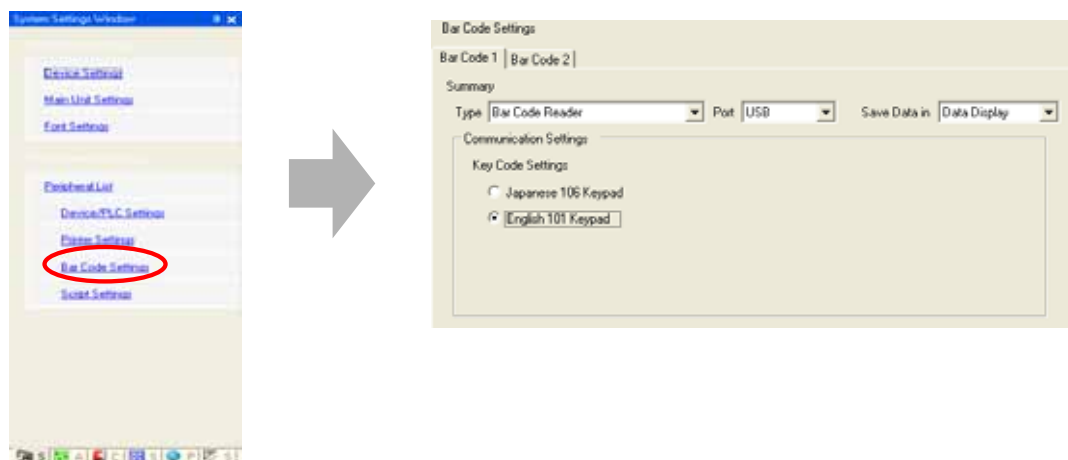 System Settings Window
Device Settings
Main Unit Settings
Font Settings
Peripheral List
Device/PLC Settings
Printer Settings
Bar Code Settings
Script Settings
S A C S P S
Bar Code Settings
Bar Code 1 Bar Code 2
Summary
Type Bar Code Reader Port USB Save Data in Data Display
Communication Settings
Key Code Settings
Japanese 106 Keypad
English 101 Keypad